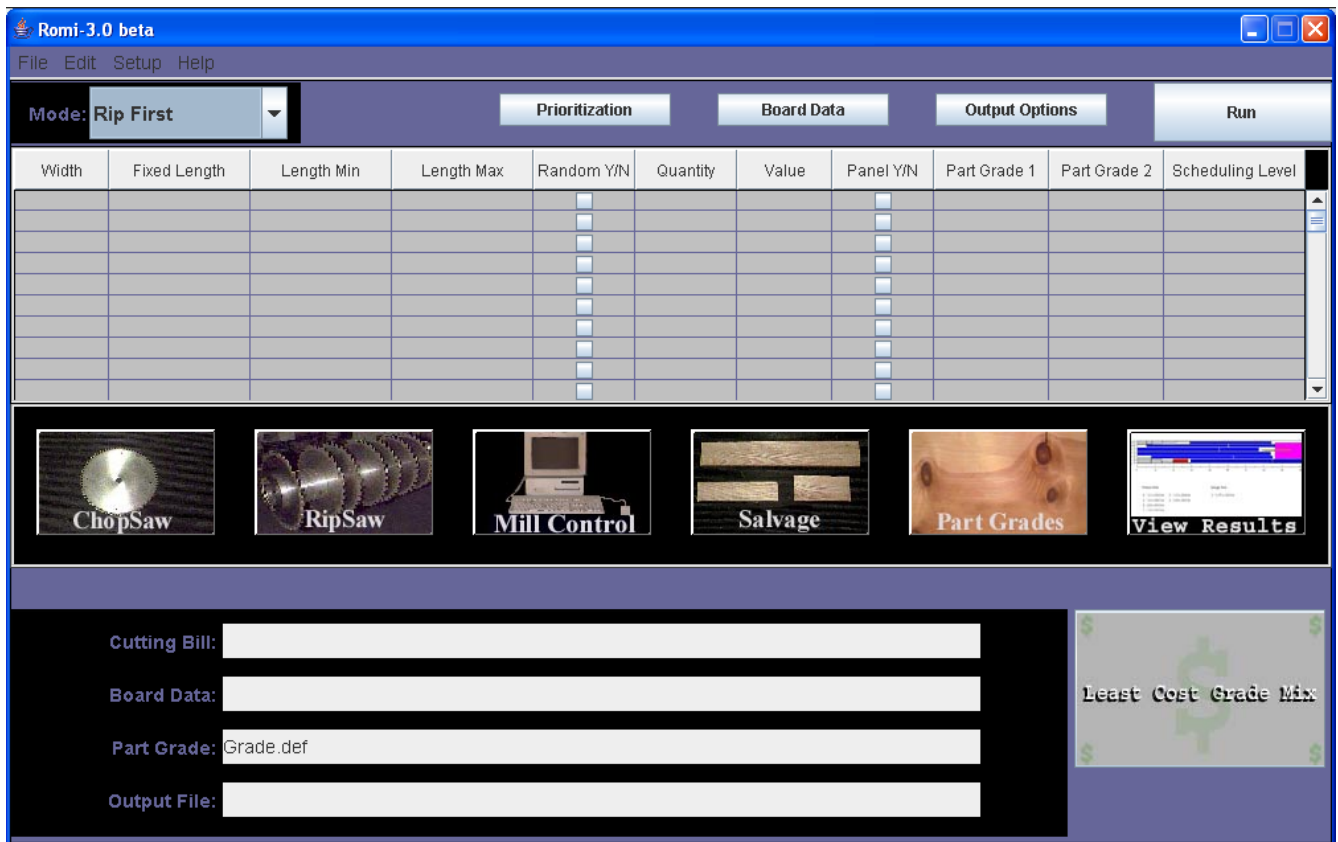 Romi-3.0 beta
File Edit Setup Help
Mode: Rip First Prioritization Board Data Output Options Run
Width Fixed Length Length Min Length Max Random Y/N Quantity Value Panel Y/N Part Grade 1 Part Grade 2 Scheduling Level
ChopSaw RipSaw Mill Control Salvage Part Grades View Results
Cutting Bill:
Board Data:
Part Grade: Grade.def
Output File:
$ $
$
Least Cost Grade Mix
$ $